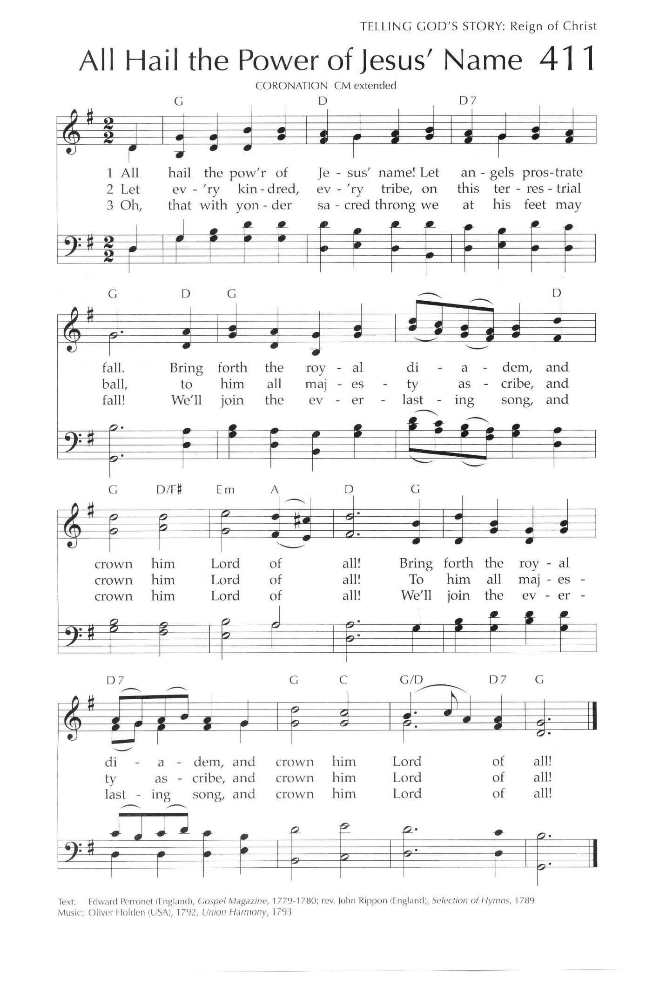 TELLING GOD'S STORY: Reign of Christ
All Hail the Power of Jesus' Name 411
CORONATION CM extended
G D D7
1 All hail the pow'r of Je - sus' name! Let an - gels pros - trate
2 Let ev - 'ry kin - dred, ev - 'ry tribe, on this ter - res - trial
3 Oh, that with yon - der sa - cred throng we at his feet may
G D G D
fall. Bring forth the roy - al di - a - dem, and
ball, to him all maj - es - ty as - cribe, and
fall! We'll join the ev - er - last - ing song, and
G D/F♯ Em A D G
crown him Lord of all! Bring forth the roy - al
crown him Lord of all! To him all maj - es -
crown him Lord of all! We'll join the ev - er -
D7 G C G/D D7 G
di - a - dem, and crown him Lord of all!
ty as - cribe, and crown him Lord of all!
last - ing song, and crown him Lord of all!
Text: Edward Perronet (England), Gospel Magazine, 1779-1780; rev. John Rippon (England), Selection of Hymns, 1789
Music: Oliver Holden (USA), 1792, Union Harmony, 1793